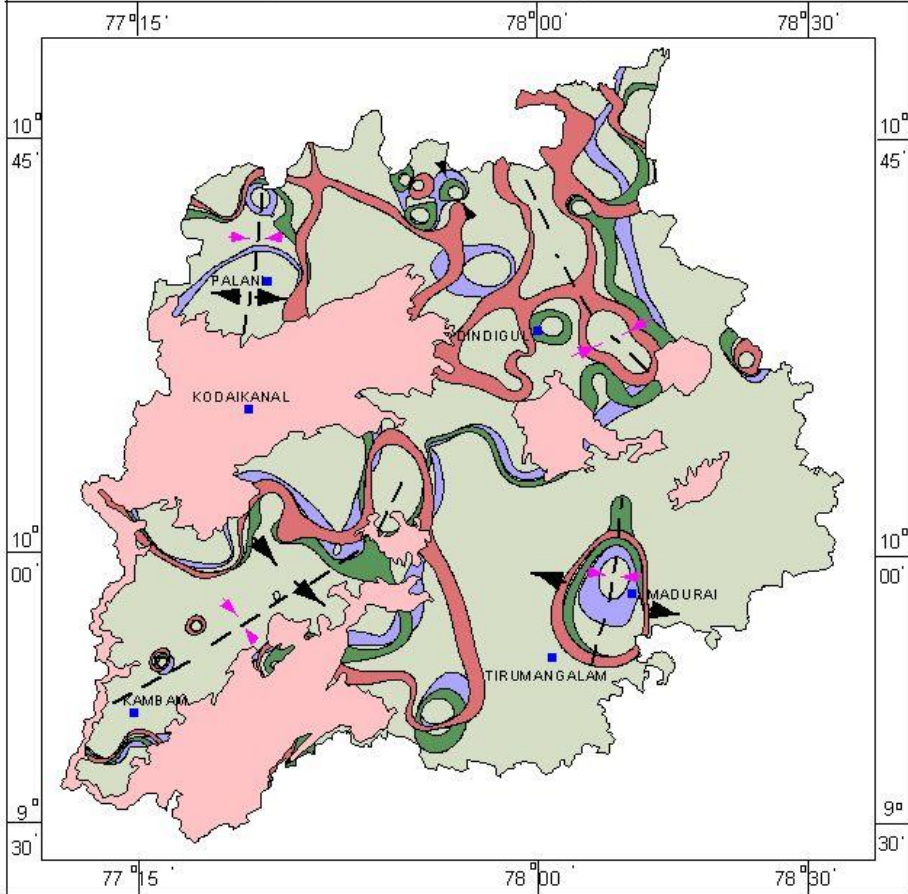 77°15' 78°00' 78°30'
10°
45'
10°
45'
PALANI
DINDIGUL
KODAIKANAL
10°
00'
10°
00'
MADURAI
TIRUMANGALAM
KAMBAM
9°
30'
9°
30'
77°15' 78°00' 78°30'